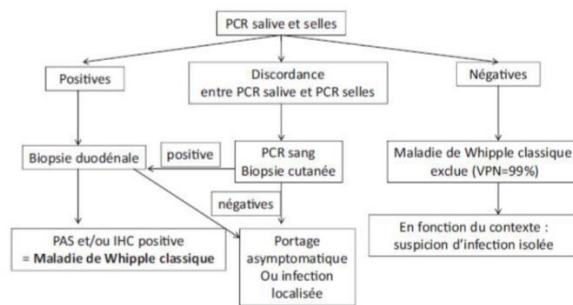 PCR salive et selles
Positives
Discordance
entre PCR salive et PCR selles
Négatives
Biopsie duodénale
positive
PCR sang
Biopsie cutanée
Maladie de Whipple classique
exclue (VPN=99%)
négatives
PAS et/ou IHC positive
= Maladie de Whipple classique
Portage
asymptomatique
Ou infection
localisée
En fonction du contexte :
suspicion d'infection isolée